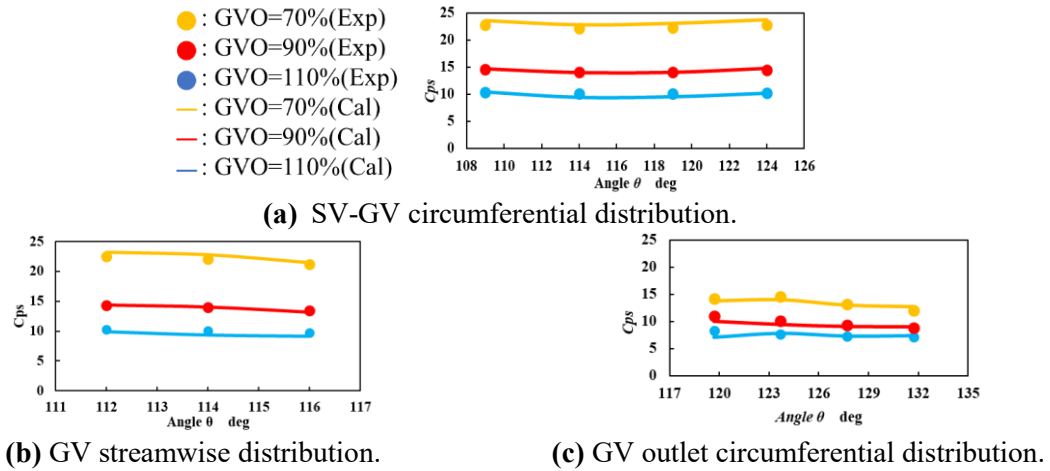 : GVO=70%(Exp)
: GVO=90%(Exp)
: GVO=110%(Exp)
: GVO=70%(Cal)
: GVO=90%(Cal)
: GVO=110%(Cal)
25
20
15
10
5
0
Cps
108 110 112 114 116 118 120 122 124 126
Angle θ deg
(a) SV-GV circumferential distribution.
25
20
15
10
5
0
Cps
111 112 113 114 115 116 117
Angle θ deg
(b) GV streamwise distribution.
25
20
15
10
5
0
Cps
117 120 123 126 129 132 135
Angle θ deg
(c) GV outlet circumferential distribution.